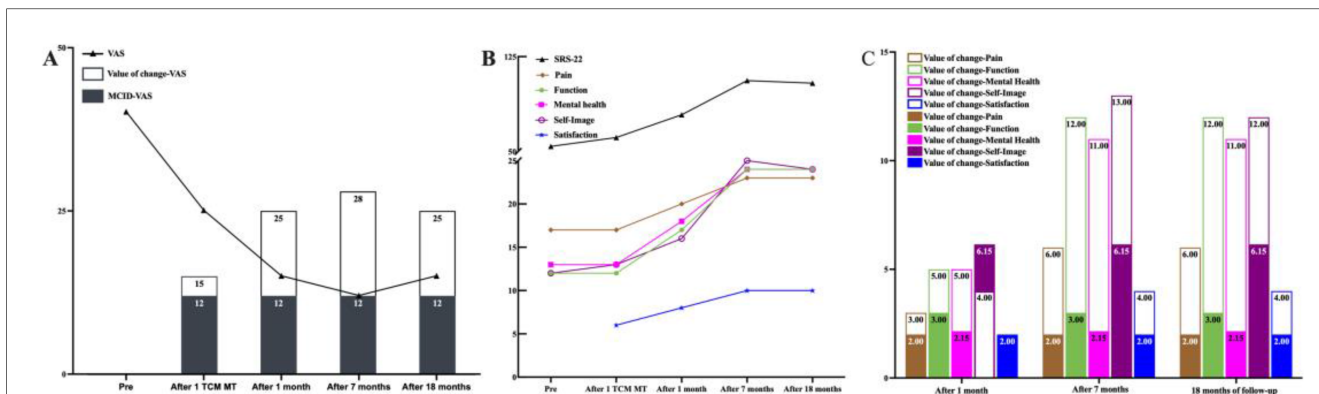 A
50
25
0
VAS
Value of change-VAS
MCID-VAS
15
12
25
12
28
12
25
12
Pre
After 1 TCM MT
After 1 month
After 7 months
After 18 months
B
125
50
25
20
15
10
5
0
SRS-22
Pain
Function
Mental health
Self-Image
Satisfaction
Pre
After 1 TCM MT
After 1 month
After 7 months
After 18 months
C
15
10
5
0
Value of change-Pain
Value of change-Function
Value of change-Mental Health
Value of change-Self-Image
Value of change-Satisfaction
Value of change-Pain
Value of change-Function
Value of change-Mental Health
Value of change-Self-Image
Value of change-Satisfaction
3.00
2.00
5.00
3.00
5.00
2.15
6.15
4.00
2.00
6.00
2.00
12.00
3.00
11.00
2.15
13.00
6.15
4.00
2.00
6.00
2.00
12.00
3.00
11.00
2.15
12.00
6.15
4.00
2.00
After 1 month
After 7 months
18 months of follow-up